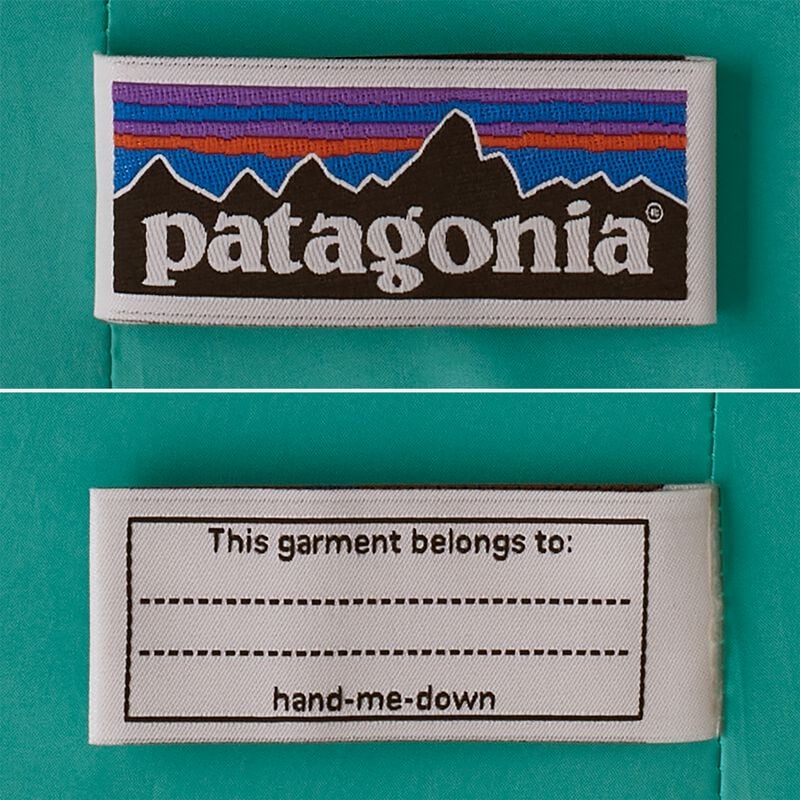 patagonia®
This garment belongs to:
hand-me-down